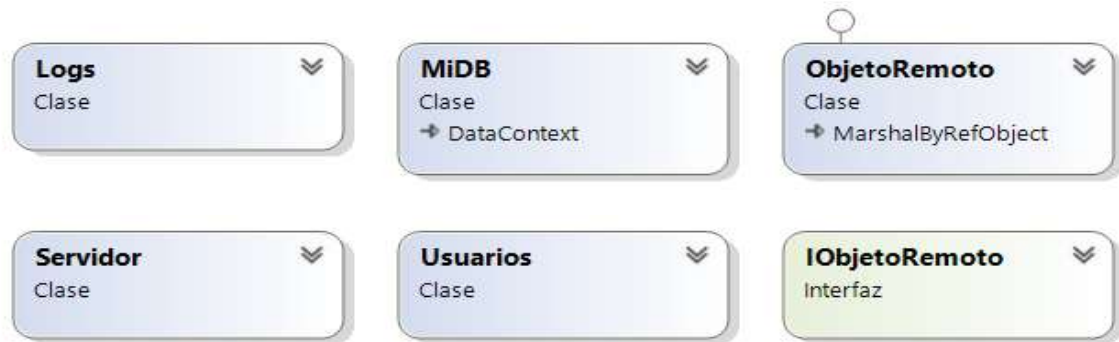 Logs
Clase
MiDB
Clase
DataContext
ObjetoRemoto
Clase
MarshalByRefObject
Servidor
Clase
Usuarios
Clase
IObjetoRemoto
Interfaz